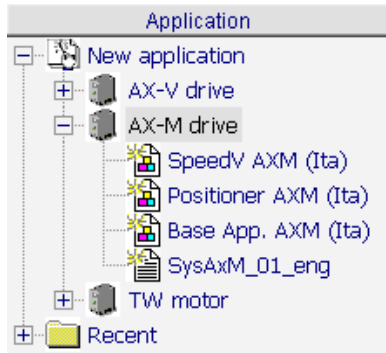 Application
New application
AX-V drive
AX-M drive
SpeedV AXM (Ita)
Positioner AXM (Ita)
Base App. AXM (Ita)
SysAxM_01_eng
TW motor
Recent